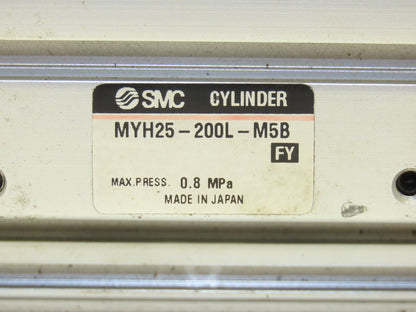 SMC CYLINDER
MYH25-200L-M5B
FY
MAX.PRESS. 0.8 MPa
MADE IN JAPAN